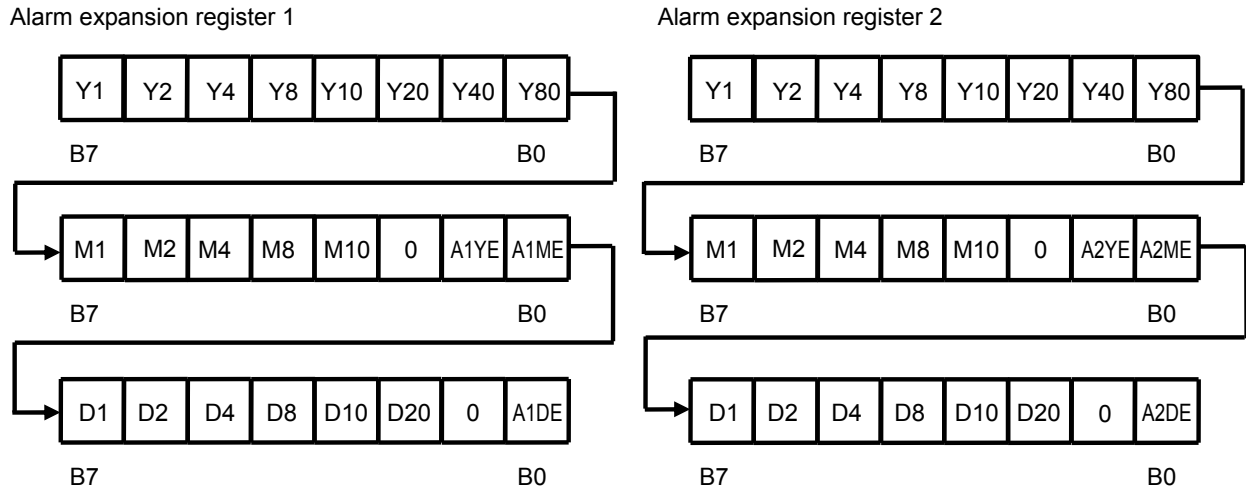 Alarm expansion register 1
Y1 Y2 Y4 Y8 Y10 Y20 Y40 Y80
B7 B0
M1 M2 M4 M8 M10 0 A1YE A1ME
B7 B0
D1 D2 D4 D8 D10 D20 0 A1DE
B7 B0
Alarm expansion register 2
Y1 Y2 Y4 Y8 Y10 Y20 Y40 Y80
B7 B0
M1 M2 M4 M8 M10 0 A2YE A2ME
B7 B0
D1 D2 D4 D8 D10 D20 0 A2DE
B7 B0